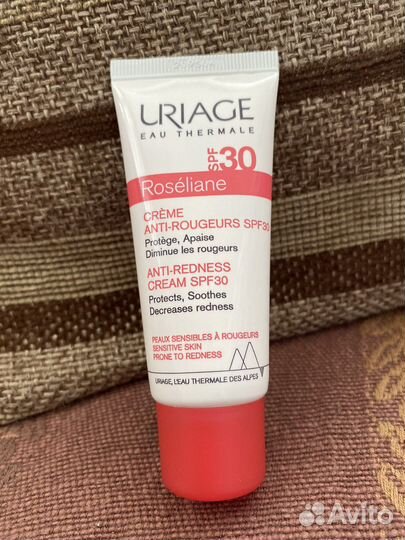 URIAGE
EAU THERMALE
SPF30
Roséliane
CRÈME
ANTI-ROUGEURS SPF30
Protège, Apaise
Diminue les rougeurs
ANTI-REDNESS
CREAM SPF30
Protects, Soothes
Decreases redness
PEAUX SENSIBLES À ROUGEURS
SENSITIVE SKIN
PRONE TO REDNESS
URIAGE, L'EAU THERMALE DES ALPES
Avito